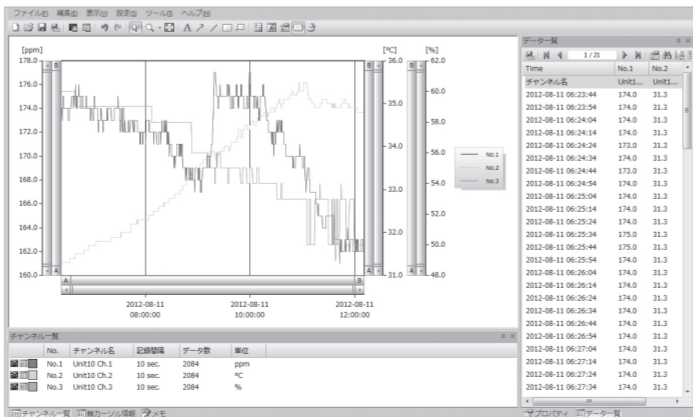 ファイル(F) 編集(E) 表示(V) 設定(S) ツール(T) ヘルプ(H)
[ppm] [°C] [%]
178.0
176.0
174.0
172.0
170.0
168.0
166.0
164.0
162.0
160.0
B
A
36.0
35.0
34.0
33.0
32.0
31.0
62.0
60.0
58.0
56.0
54.0
52.0
50.0
48.0
No.1
No.2
No.3
A B
2012-08-11 08:00:00
2012-08-11 10:00:00
2012-08-11 12:00:00
データ一覧
1/21
Time No.1 No.2
チャンネル名 Unit1... Unit1...
2012-08-11 06:23:44 174.0 31.3
2012-08-11 06:23:54 174.0 31.3
2012-08-11 06:24:04 174.0 31.3
2012-08-11 06:24:14 174.0 31.3
2012-08-11 06:24:24 173.0 31.3
2012-08-11 06:24:34 174.0 31.3
2012-08-11 06:24:44 173.0 31.3
2012-08-11 06:24:54 174.0 31.3
2012-08-11 06:25:04 174.0 31.3
2012-08-11 06:25:14 174.0 31.3
2012-08-11 06:25:24 174.0 31.3
2012-08-11 06:25:34 175.0 31.3
2012-08-11 06:25:44 175.0 31.3
2012-08-11 06:25:54 174.0 31.3
2012-08-11 06:26:04 174.0 31.3
2012-08-11 06:26:14 174.0 31.3
2012-08-11 06:26:24 174.0 31.3
2012-08-11 06:26:34 174.0 31.3
2012-08-11 06:26:44 174.0 31.3
2012-08-11 06:26:54 174.0 31.3
2012-08-11 06:27:04 174.0 31.3
2012-08-11 06:27:14 174.0 31.3
2012-08-11 06:27:24 174.0 31.3
2012-08-11 06:27:34 174.0 31.3
プロパティ データ一覧
チャンネル一覧
No. チャンネル名 記録間隔 データ数 単位
No.1 Unit10 Ch.1 10 sec. 2084 ppm
No.2 Unit10 Ch.2 10 sec. 2084 °C
No.3 Unit10 Ch.3 10 sec. 2084 %
チャンネル一覧 軸カーソル情報 メモ